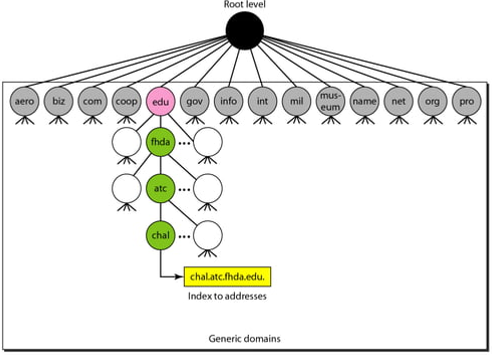 Root level
aero biz com coop edu gov info int mil mus- name net org pro
eum
fhda ...
atc ...
chal ...
chal.atc.fhda.edu.
Index to addresses
Generic domains